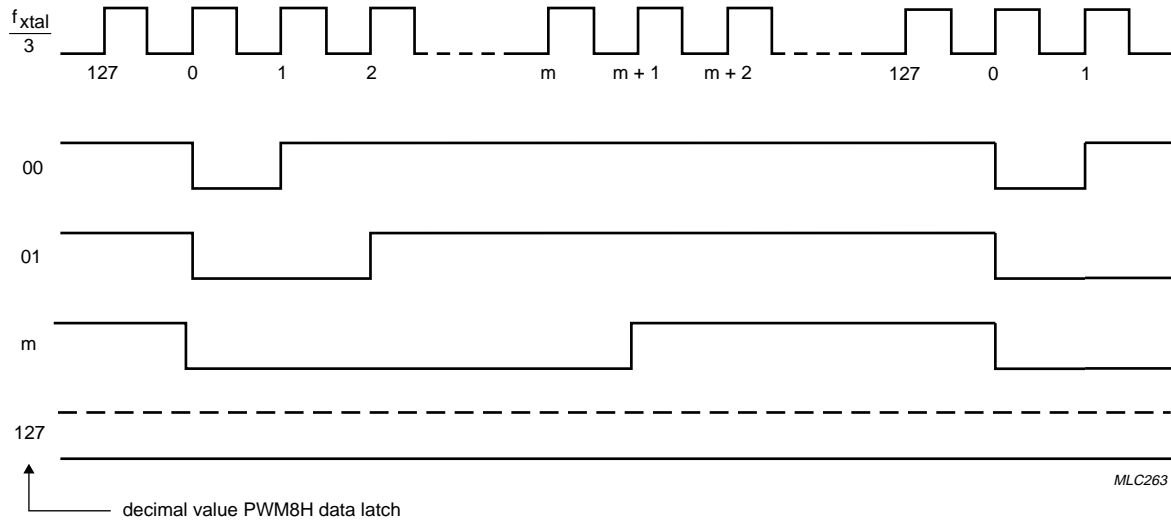 f xtal
3
127 0 1 2 m m + 1 m + 2 127 0 1
00
01
m
127
MLC263
decimal value PWM8H data latch